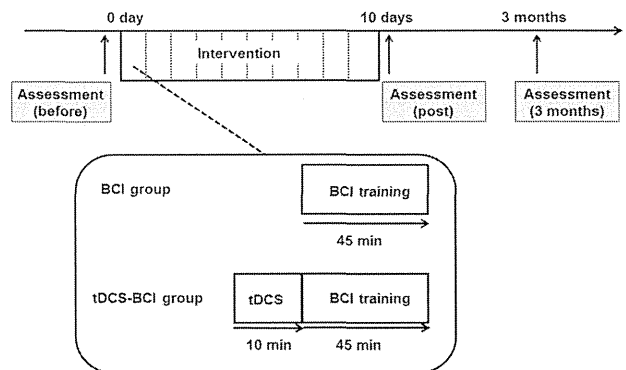 0 day
10 days
3 months
Intervention
Assessment
(before)
Assessment
(post)
Assessment
(3 months)
BCI group
BCI training
45 min
tDCS-BCI group
tDCS
BCI training
10 min
45 min